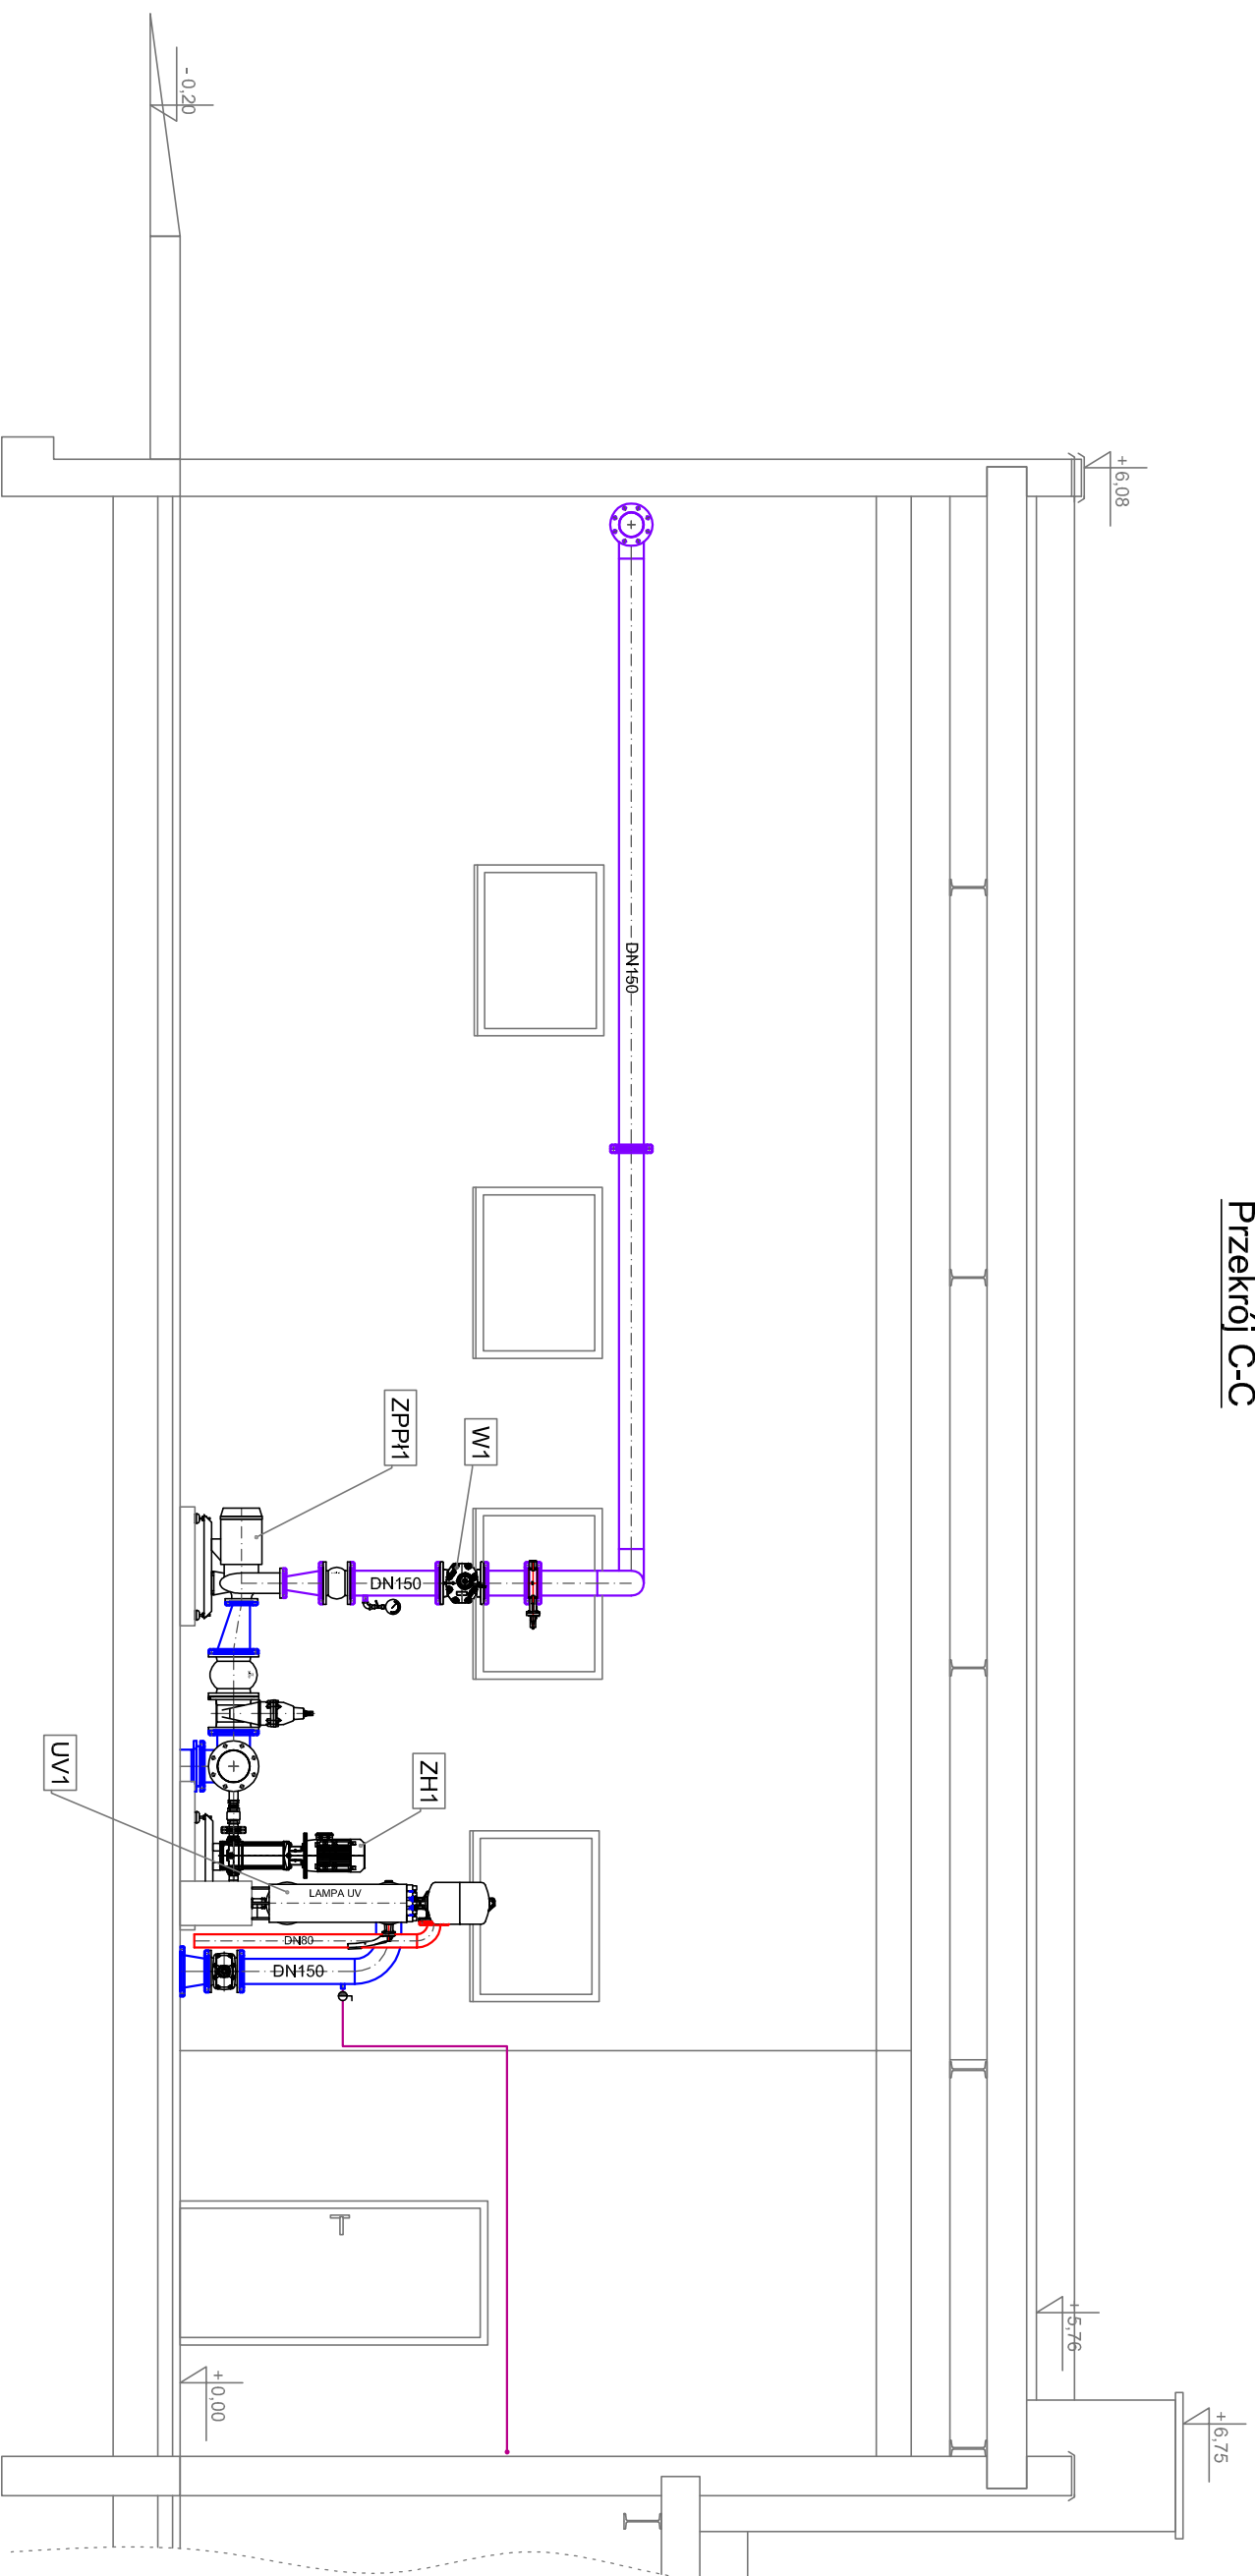 Przekrój C-C
- 0,20
+ 6,08
+ 5,76
+ 6,75
DN150
W1
ZPPł1
DN150
ZH1
UV1
LAMPA UV
DN80
DN150
+ 0,00